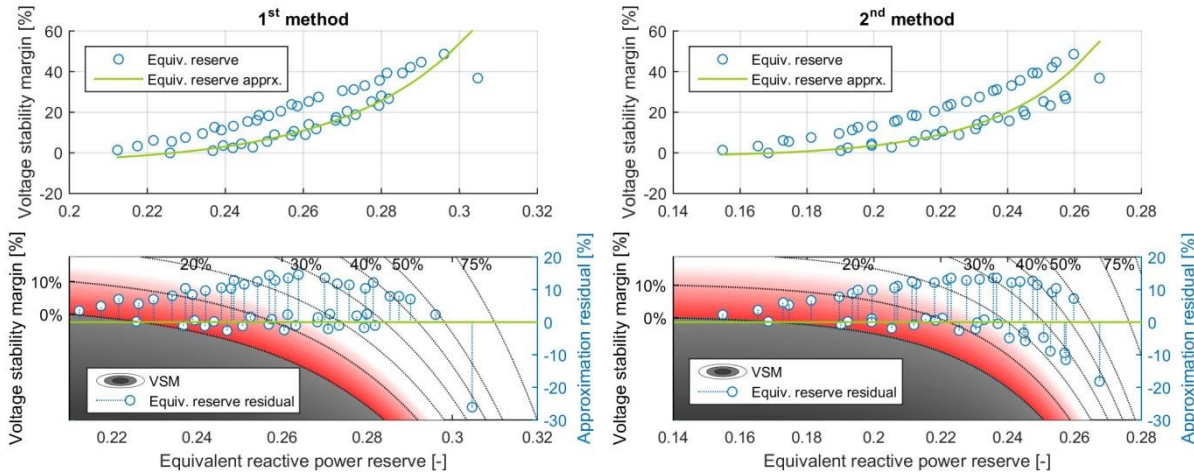 1st method
Voltage stability margin [%]
60
40
20
0
-20
Equiv. reserve
Equiv. reserve apprx.
0.2 0.22 0.24 0.26 0.28 0.3 0.32
2nd method
Voltage stability margin [%]
60
40
20
0
-20
Equiv. reserve
Equiv. reserve apprx.
0.14 0.16 0.18 0.2 0.22 0.24 0.26 0.28
Voltage stability margin [%]
10%
0%
20% 30% 40% 50% 75%
VSM
Equiv. reserve residual
20
10
0
-10
-20
-30
Approximation residual [%]
0.22 0.24 0.26 0.28 0.3 0.32
Equivalent reactive power reserve [-]
Voltage stability margin [%]
10%
0%
20% 30% 40% 50% 75%
VSM
Equiv. reserve residual
20
10
0
-10
-20
-30
Approximation residual [%]
0.14 0.16 0.18 0.2 0.22 0.24 0.26 0.28
Equivalent reactive power reserve [-]